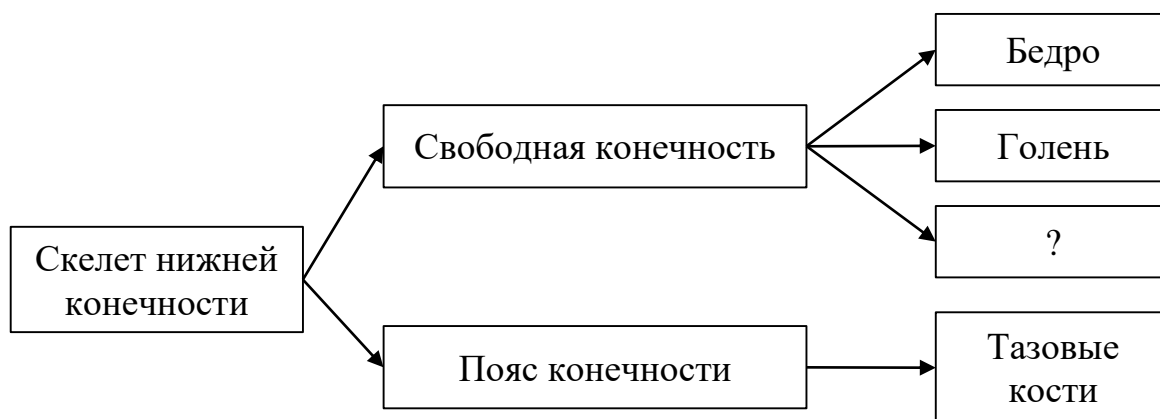 Бедро
Свободная конечность
Голень
?
Скелет нижней
конечности
Пояс конечности
Тазовые
кости